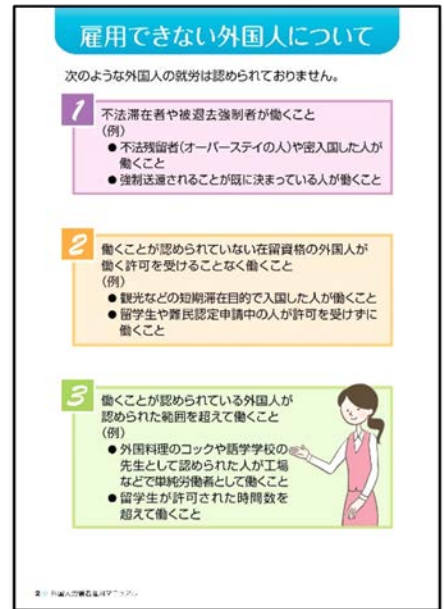 雇用できない外国人について
次のような外国人の就労は認められておりません。
1
不法滞在者や被退去強制者が働くこと
(例)
●不法残留者(オーバーステイの人)や密入国した人が
働くこと
●強制送還されることが既に決まっている人が働くこと
2
働くことが認められていない在留資格の外国人が
働く許可を受けることなく働くこと
(例)
●観光などの短期滞在目的で入国した人が働くこと
●留学生や難民認定申請中の人が許可を受けずに
働くこと
3
働くことが認められている外国人が
認められた範囲を超えて働くこと
(例)
●外国料理のコックや語学学校の
先生として認められた人が工場
などで単純労働者として働くこと
●留学生が許可された時間数を
超えて働くこと
2 外国人労働者雇用マニュアル